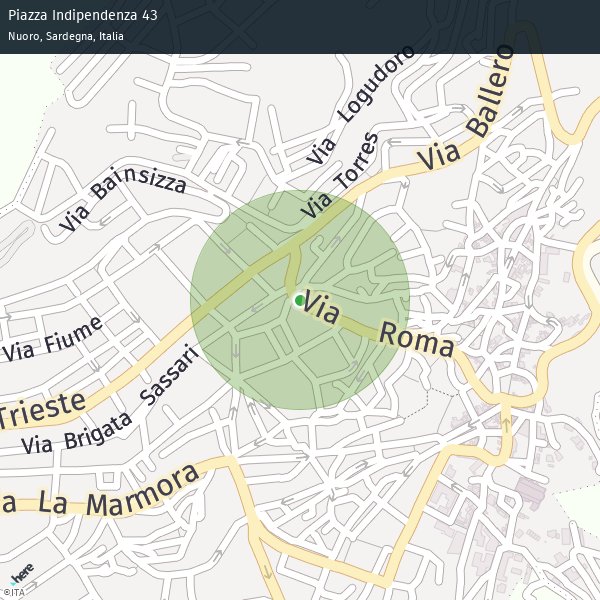 Piazza Indipendenza 43
Nuoro, Sardegna, Italia
Via Logudoro
Via Ballero
Via Torres
Via Bainsizza
Via Roma
Via Fiume
Via Brigata Sassari
Trieste
a La Marmora
here
©ITA